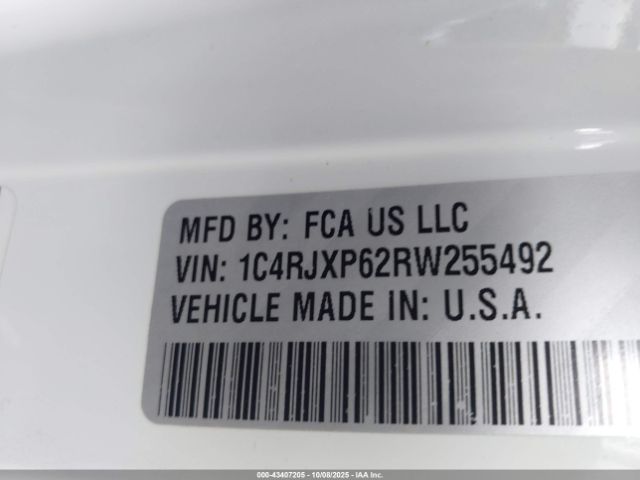 MFD BY: FCA US LLC
VIN: 1C4RJXP62RW255492
VEHICLE MADE IN: U.S.A.
000-43407205 - 10/08/2025 - IAA Inc.